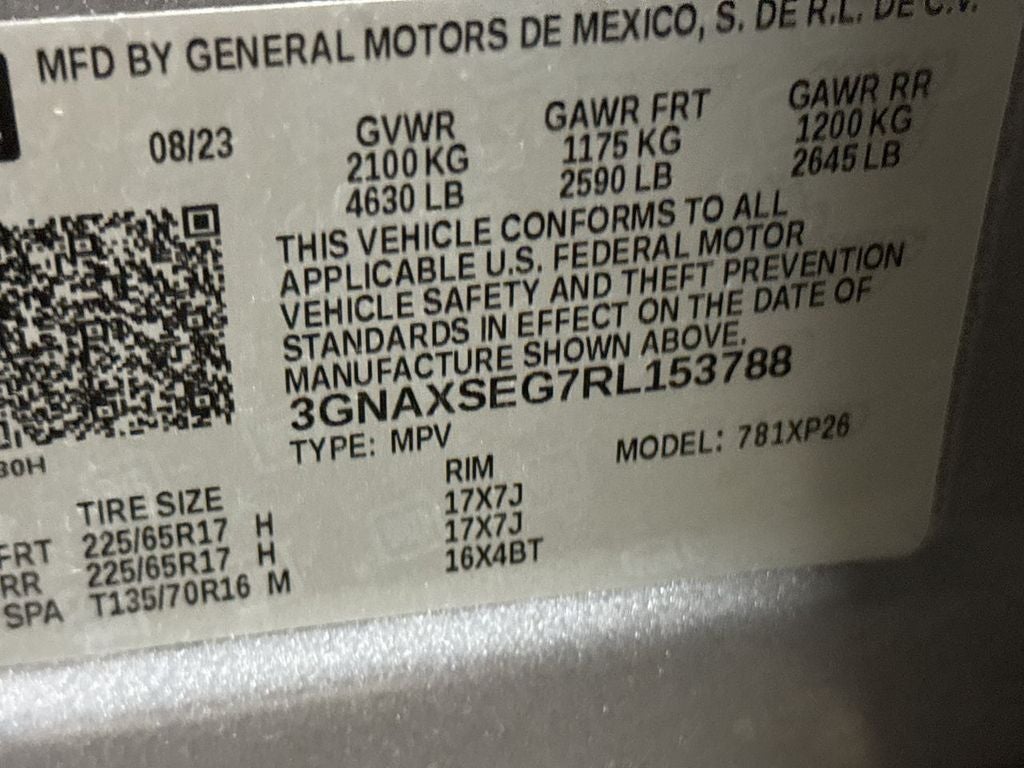 MFD BY GENERAL MOTORS DE MEXICO, S. DE R.L. DE C.V.
08/23 GVWR GAWR FRT GAWR RR
2100 KG 1175 KG 1200 KG
4630 LB 2590 LB 2645 LB
THIS VEHICLE CONFORMS TO ALL
APPLICABLE U.S. FEDERAL MOTOR
VEHICLE SAFETY AND THEFT PREVENTION
STANDARDS IN EFFECT ON THE DATE OF
MANUFACTURE SHOWN ABOVE.
3GNAXSEG7RL153788
TYPE: MPV MODEL: 781XP26
30H
TIRE SIZE RIM
FRT 225/65R17 H 17X7J
RR 225/65R17 H 17X7J
SPA T135/70R16 M 16X4BT